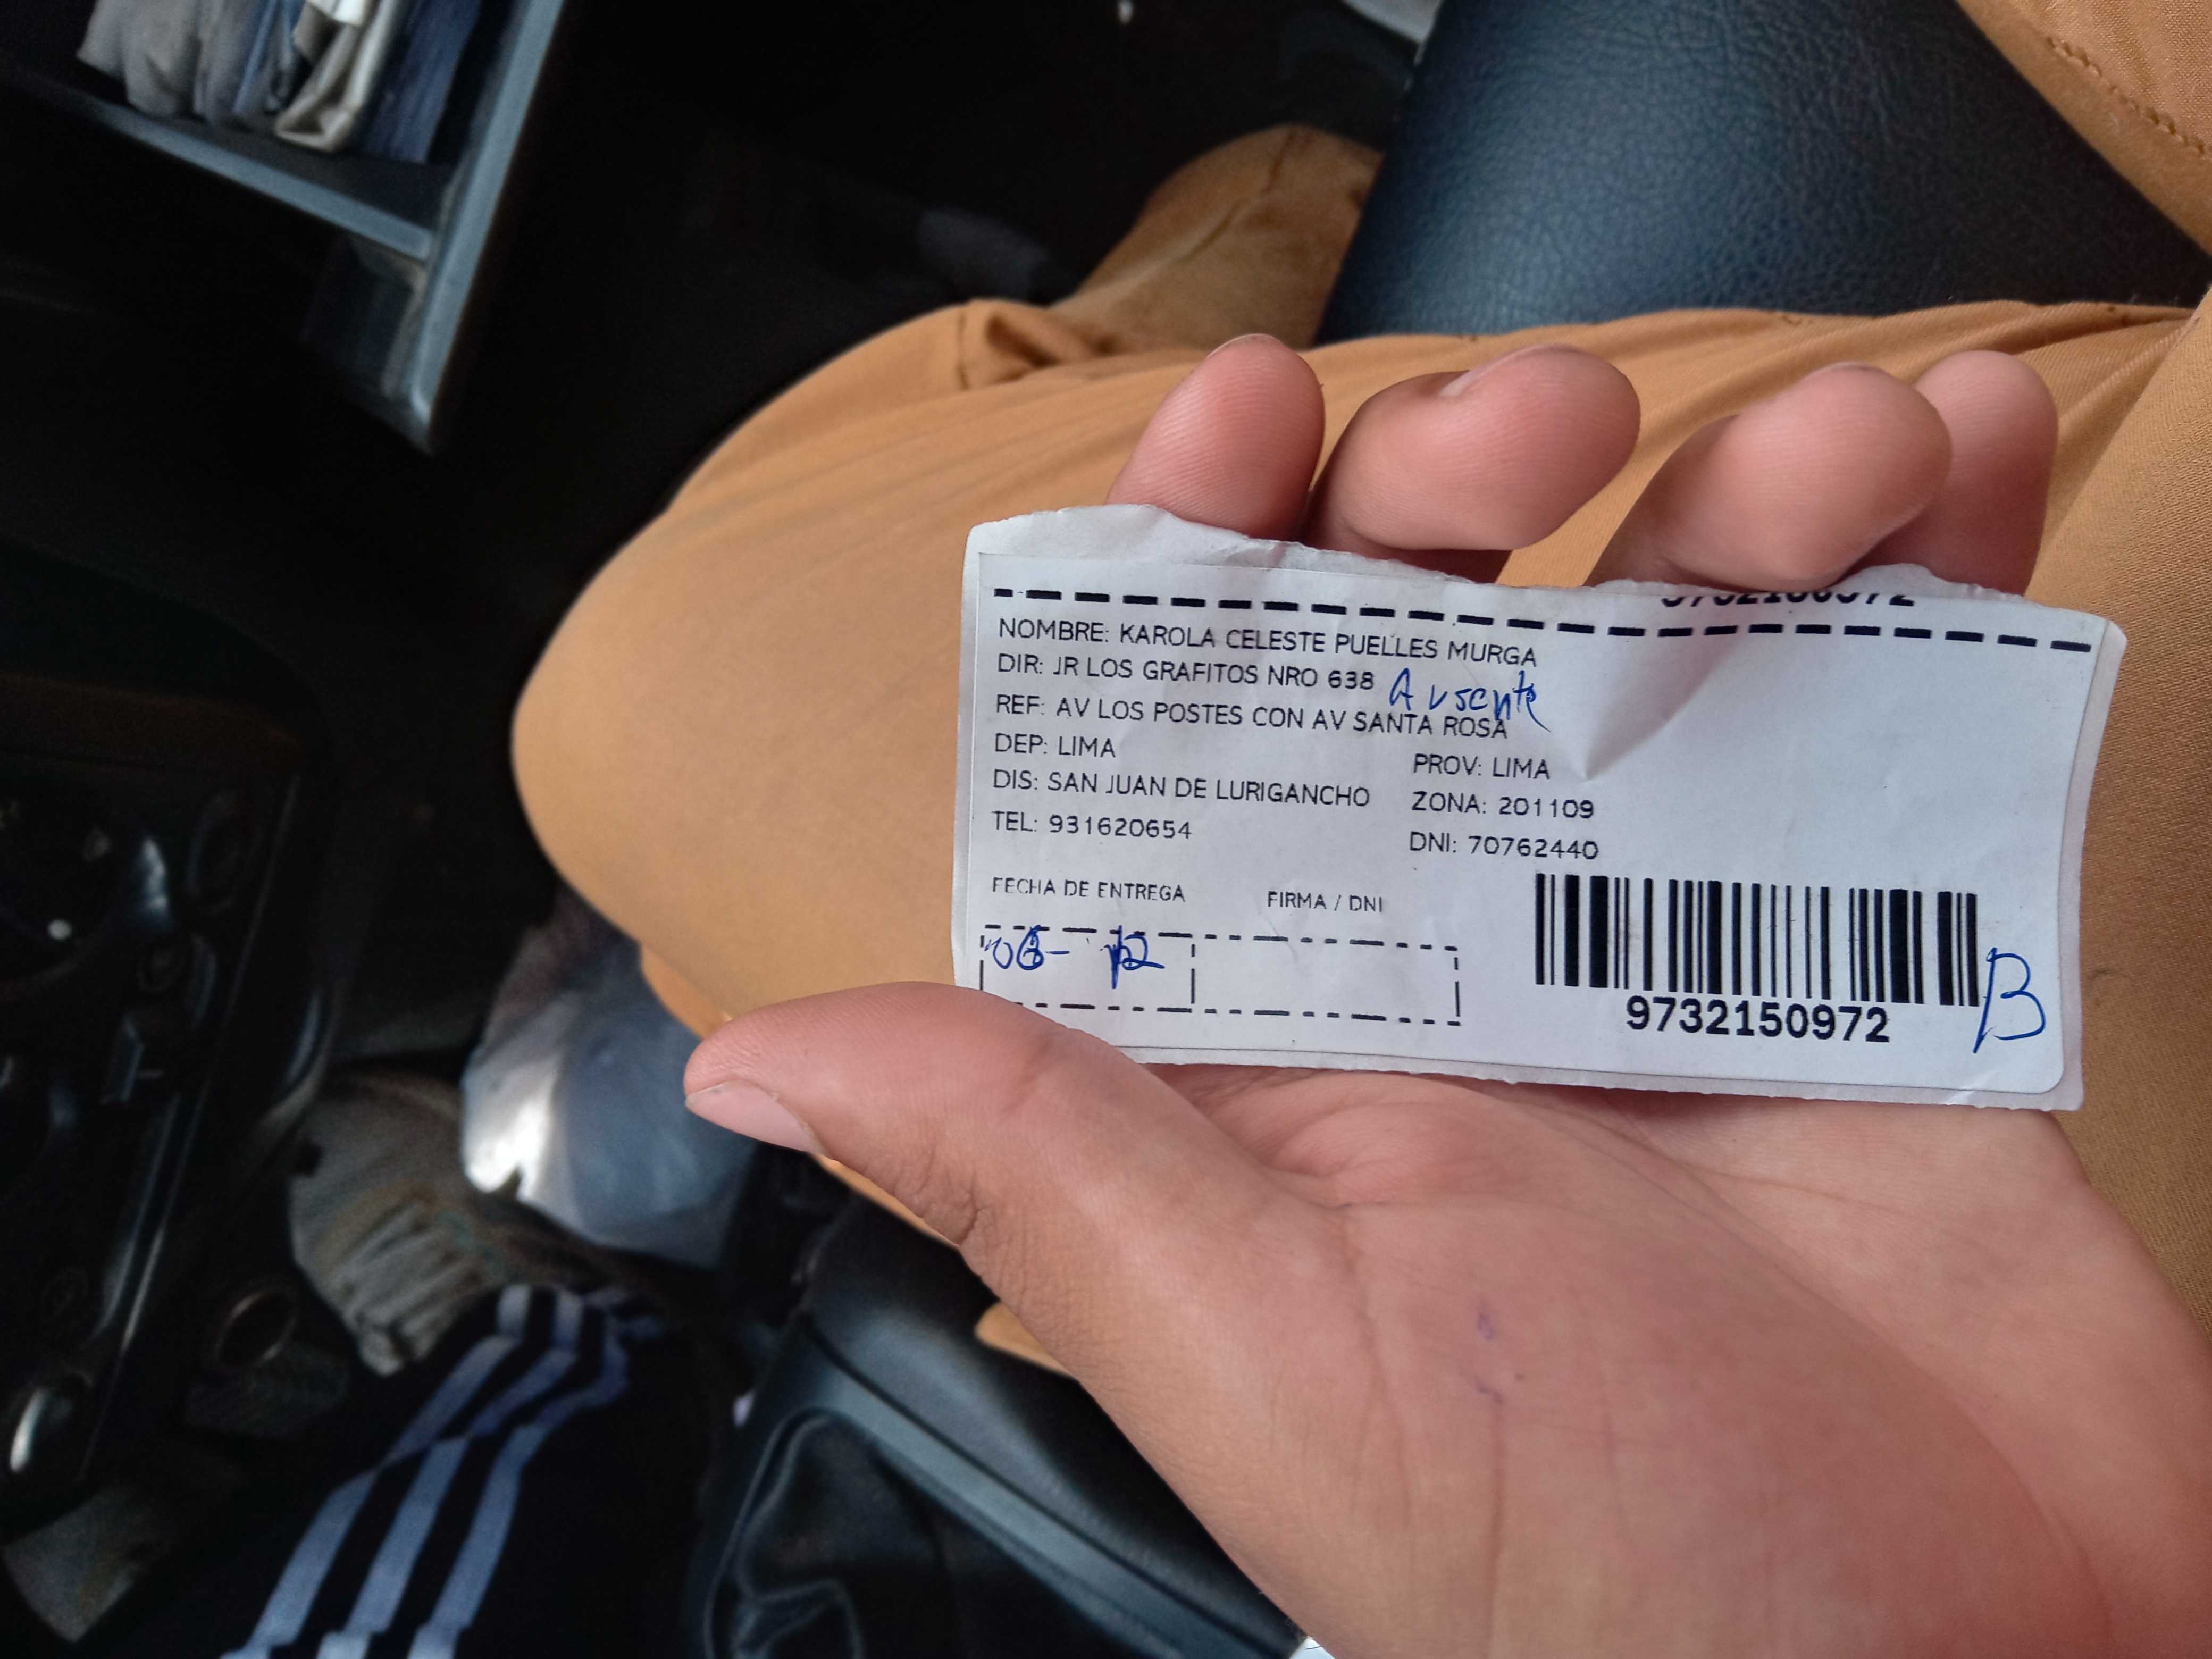 NOMBRE: KAROLA CELESTE PUELLES MURGA
DIR: JR LOS GRAFITOS NRO 638 Ausente
REF: AV LOS POSTES CON AV SANTA ROSA
DEP: LIMA PROV: LIMA
DIS: SAN JUAN DE LURIGANCHO ZONA: 201109
TEL: 931620654 DNI: 70762440
FECHA DE ENTREGA FIRMA / DNI
9732150972 B